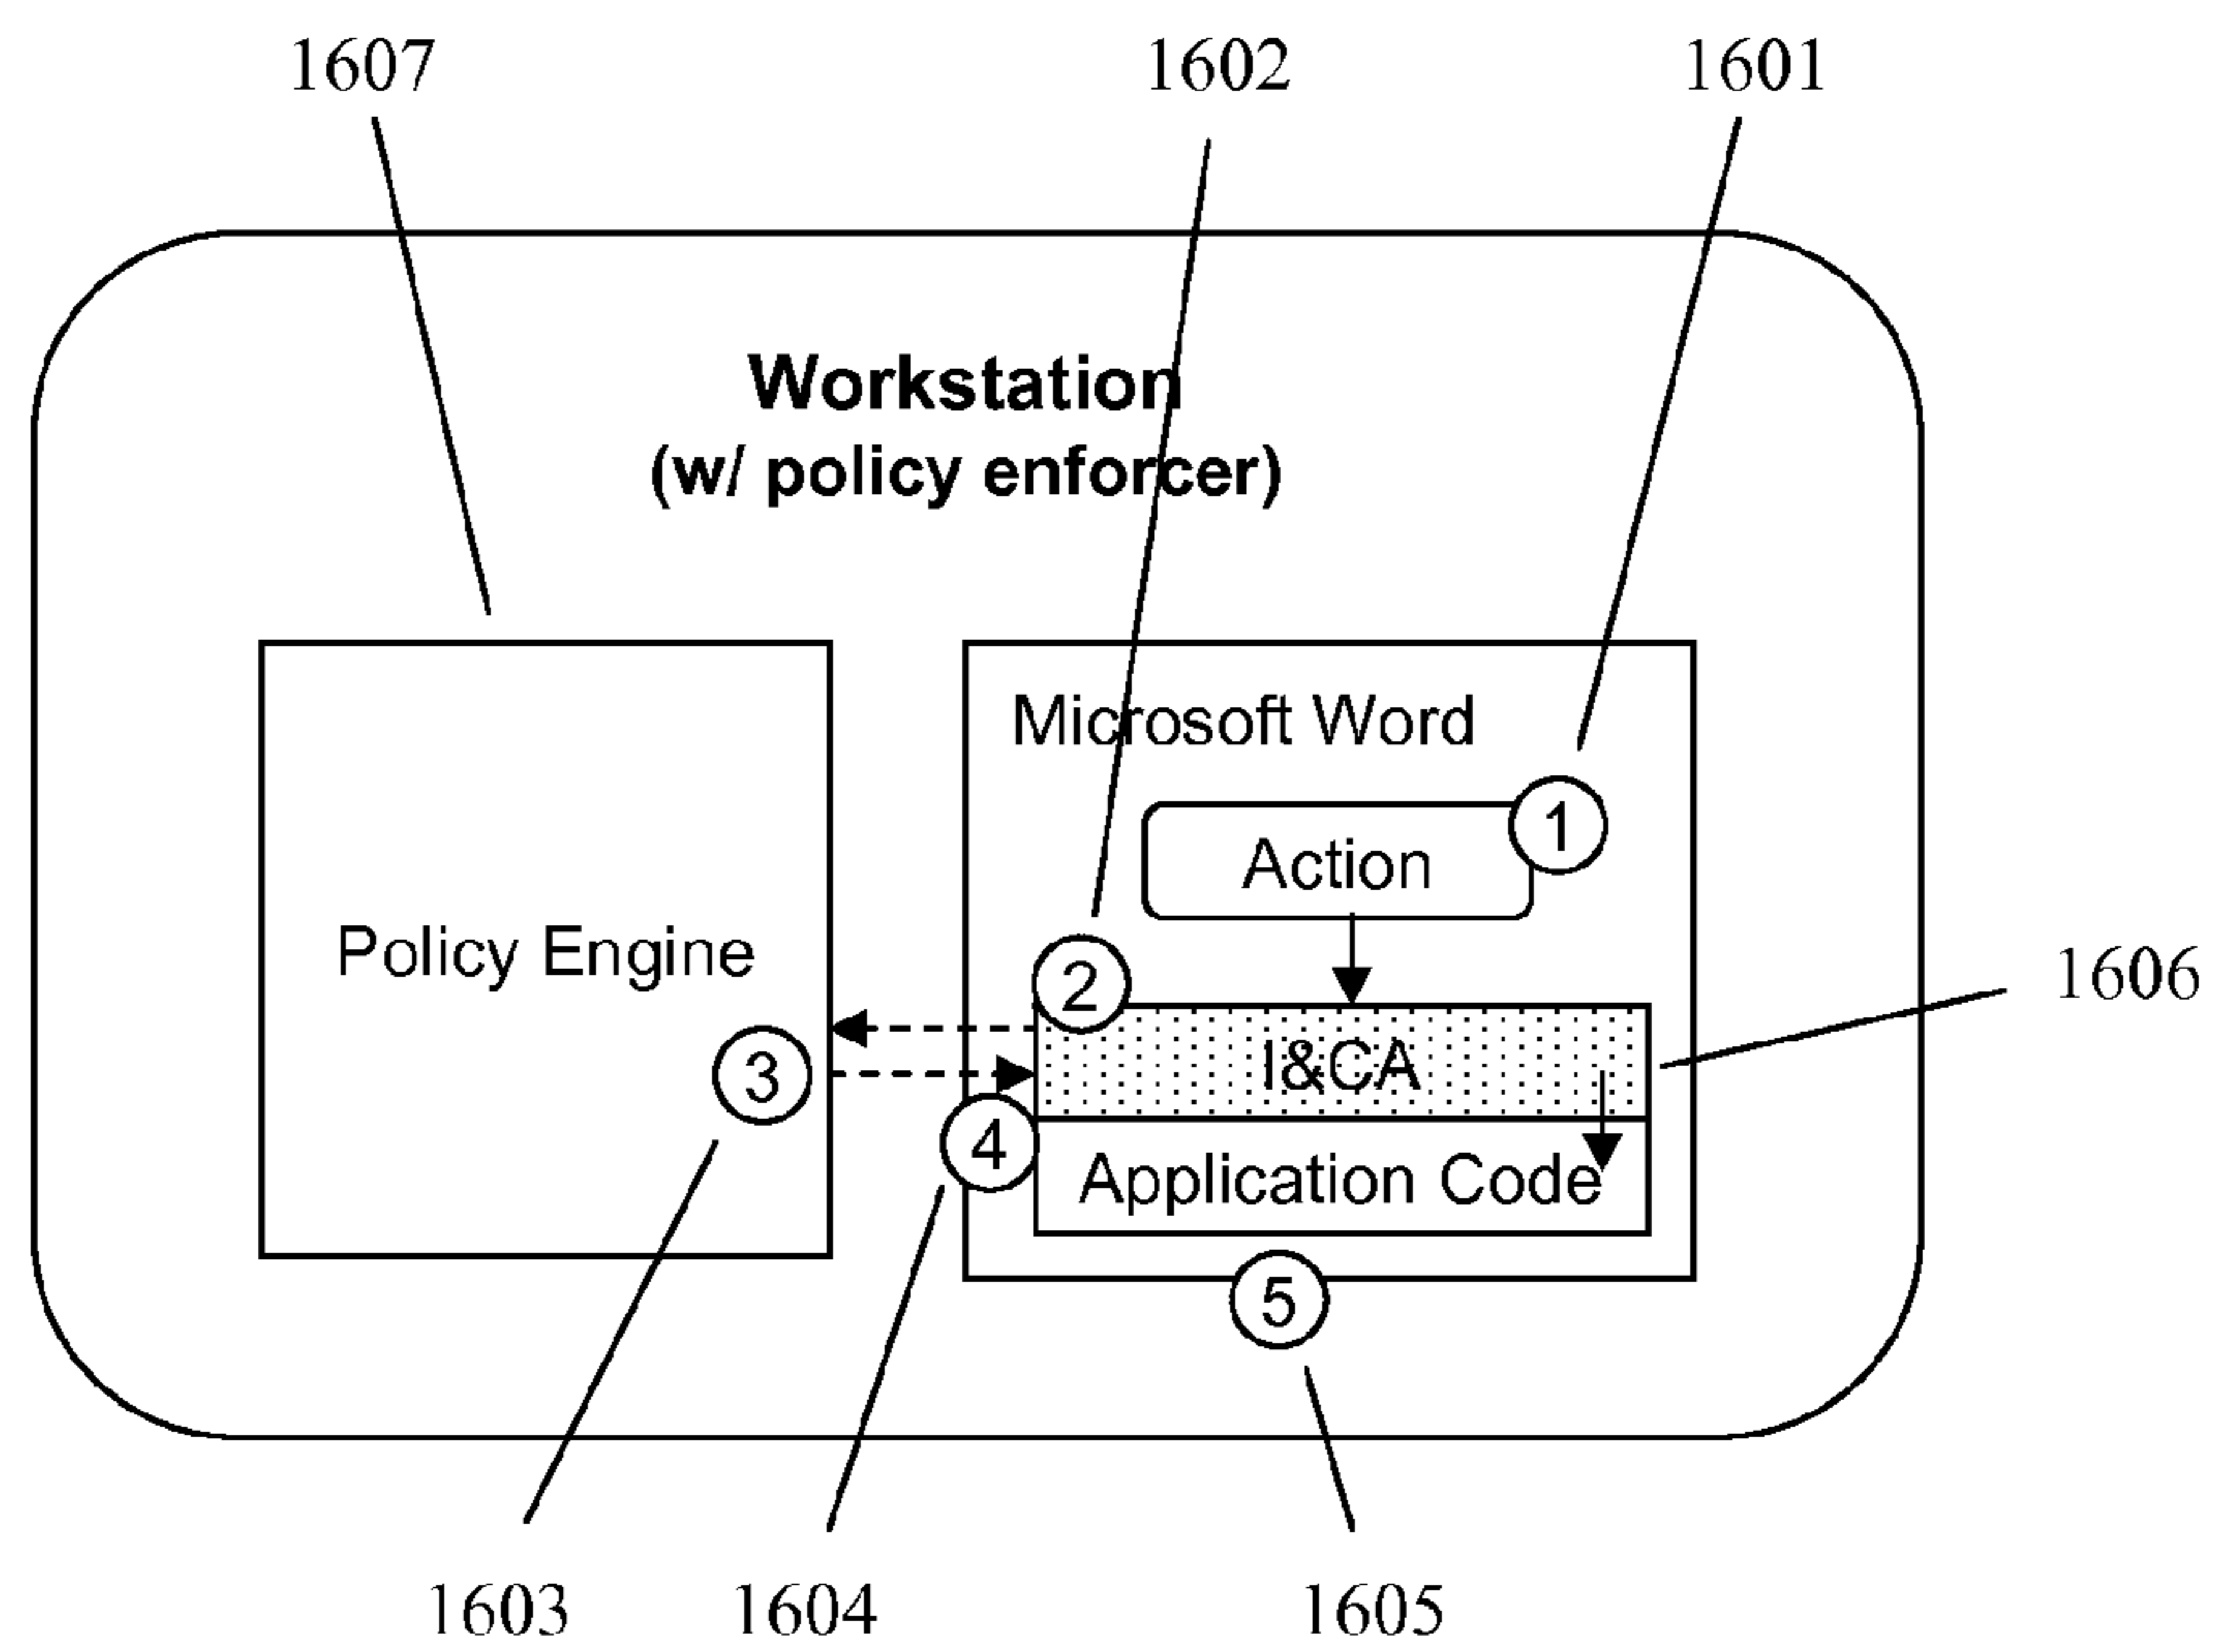 1607
1602
1601
Workstation
(w/ policy enforcer)
Microsoft Word
1
Action
Policy Engine
2
1606
I&CA
3
4
Application Code
5
1603
1604
1605